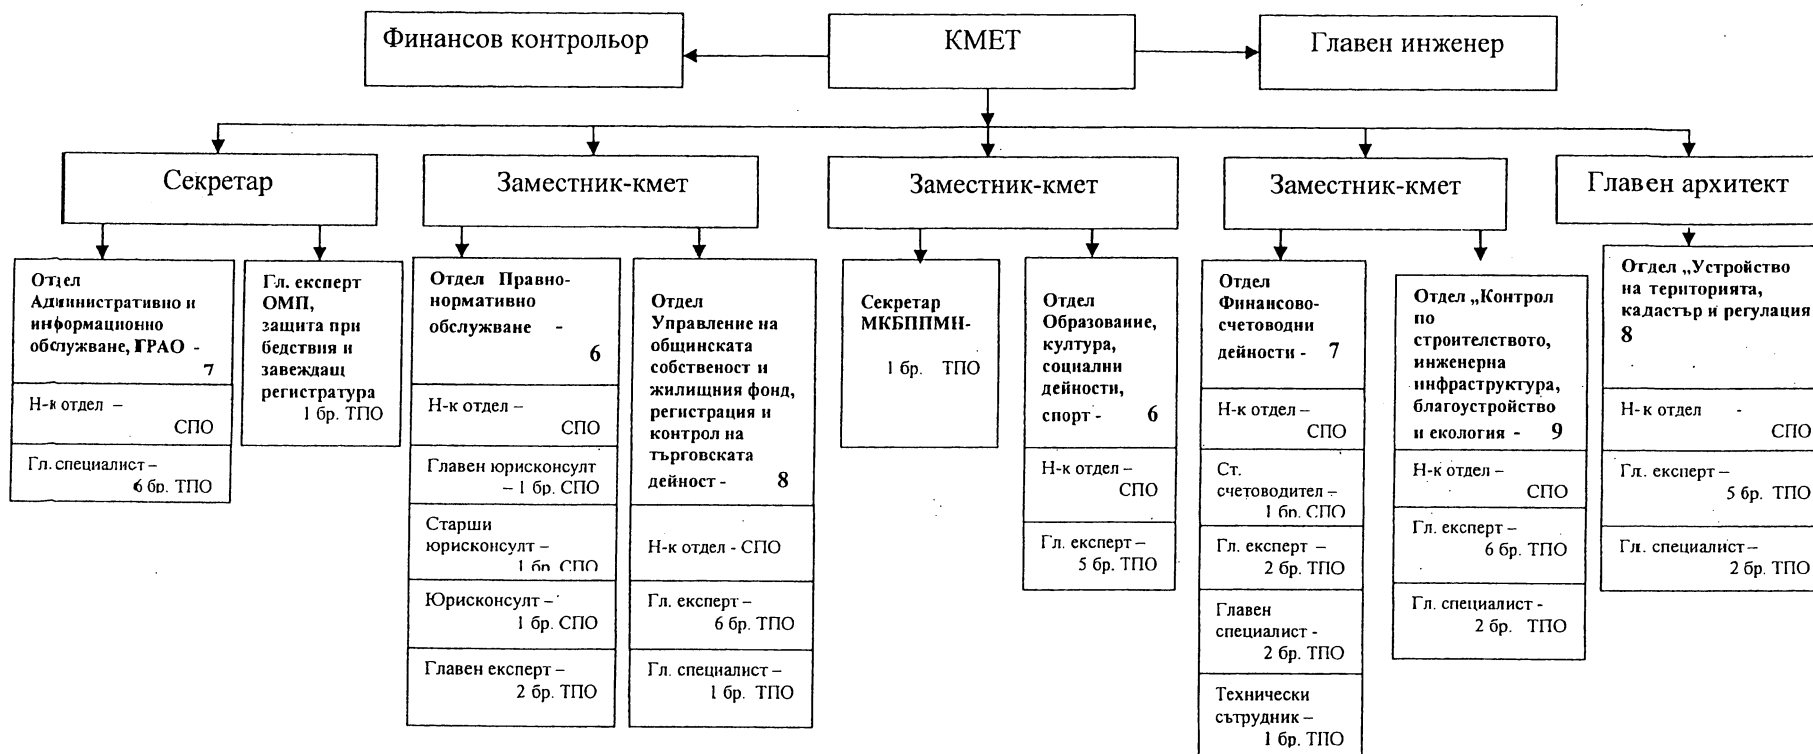 Финансов контрольор
КМЕТ
Главен инженер
Секретар
Заместник-кмет
Заместник-кмет
Заместник-кмет
Главен архитект
Отдел
Административно и
информационно
обслужване, ГРАО -
7
Н-к отдел –
СПО
Гл. специалист –
6 бр. ТПО
Гл. експерт
ОМП,
защита при
бедствия и
завеждащ
регистратура
1 бр. ТПО
Отдел Правно-
нормативно
обслужване -
6
Н-к отдел –
СПО
Главен юрисконсулт
– 1 бр. СПО
Старши
юрисконсулт –
1 бр. СПО
Юрисконсулт –
1 бр. СПО
Главен експерт –
2 бр. ТПО
Отдел
Управление на
общинската
собственост и
жилищния фонд,
регистрация и
контрол на
търговската
дейност - 8
Н-к отдел - СПО
Гл. експерт –
6 бр. ТПО
Гл. специалист –
1 бр. ТПО
Секретар
МКБППМН-
1 бр. ТПО
Отдел
Образование,
култура,
социални
дейности,
спорт - 6
Н-к отдел –
СПО
Гл. експерт –
5 бр. ТПО
Отдел
Финансово-
счетоводни
дейности - 7
Н-к отдел –
СПО
Ст.
счетоводител –
1 бр. СПО
Гл. експерт –
2 бр. ТПО
Главен
специалист -
2 бр. ТПО
Технически
сътрудник –
1 бр. ТПО
Отдел „Контрол
по
строителството,
инженерна
инфраструктура,
благоустройство
и екология - 9
Н-к отдел –
СПО
Гл. експерт –
6 бр. ТПО
Гл. специалист -
2 бр. ТПО
Отдел „Устройство
на територията,
кадастър и регулация
8
Н-к отдел -
СПО
Гл. експерт –
5 бр. ТПО
Гл. специалист –
2 бр. ТПО